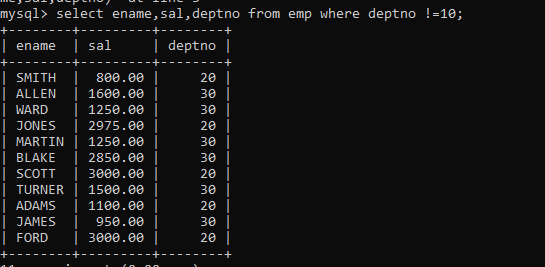 mysql> select ename,sal,deptno from emp where deptno !=10;
+--------+---------+--------+
| ename  | sal     | deptno |
+--------+---------+--------+
| SMITH  |  800.00 |     20 |
| ALLEN  | 1600.00 |     30 |
| WARD   | 1250.00 |     30 |
| JONES  | 2975.00 |     20 |
| MARTIN | 1250.00 |     30 |
| BLAKE  | 2850.00 |     30 |
| SCOTT  | 3000.00 |     20 |
| TURNER | 1500.00 |     30 |
| ADAMS  | 1100.00 |     20 |
| JAMES  |  950.00 |     30 |
| FORD   | 3000.00 |     20 |
+--------+---------+--------+